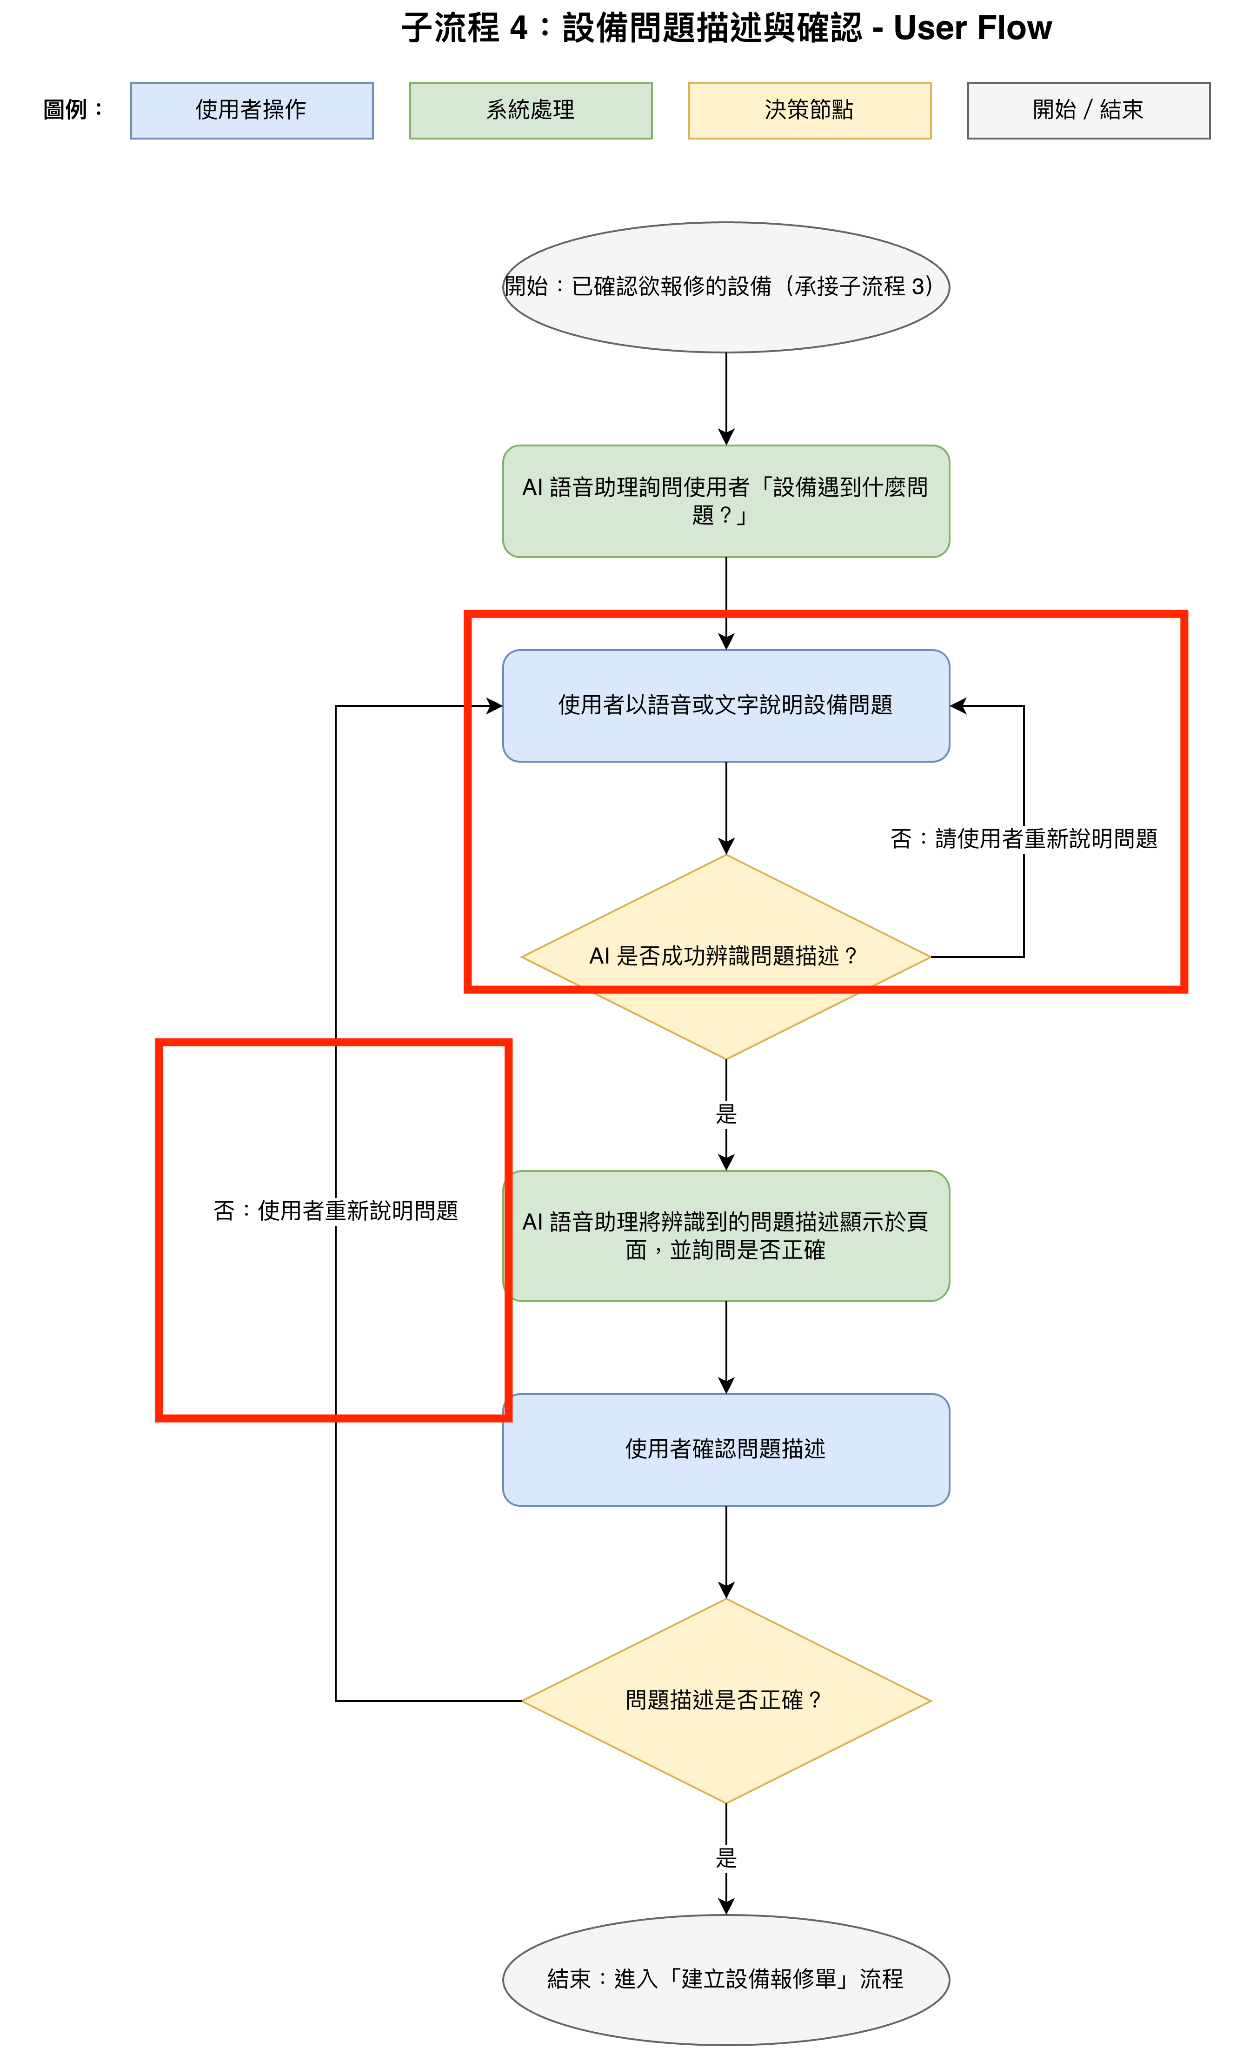 子流程 4：設備問題描述與確認 - User Flow
圖例：
使用者操作
系統處理
決策節點
開始 / 結束
開始：已確認欲報修的設備（承接子流程 3）
AI 語音助理詢問使用者「設備遇到什麼問
題？」
使用者以語音或文字說明設備問題
否：請使用者重新說明問題
AI 是否成功辨識問題描述？
是
否：使用者重新說明問題
AI 語音助理將辨識到的問題描述顯示於頁
面，並詢問是否正確
使用者確認問題描述
問題描述是否正確？
是
結束：進入「建立設備報修單」流程